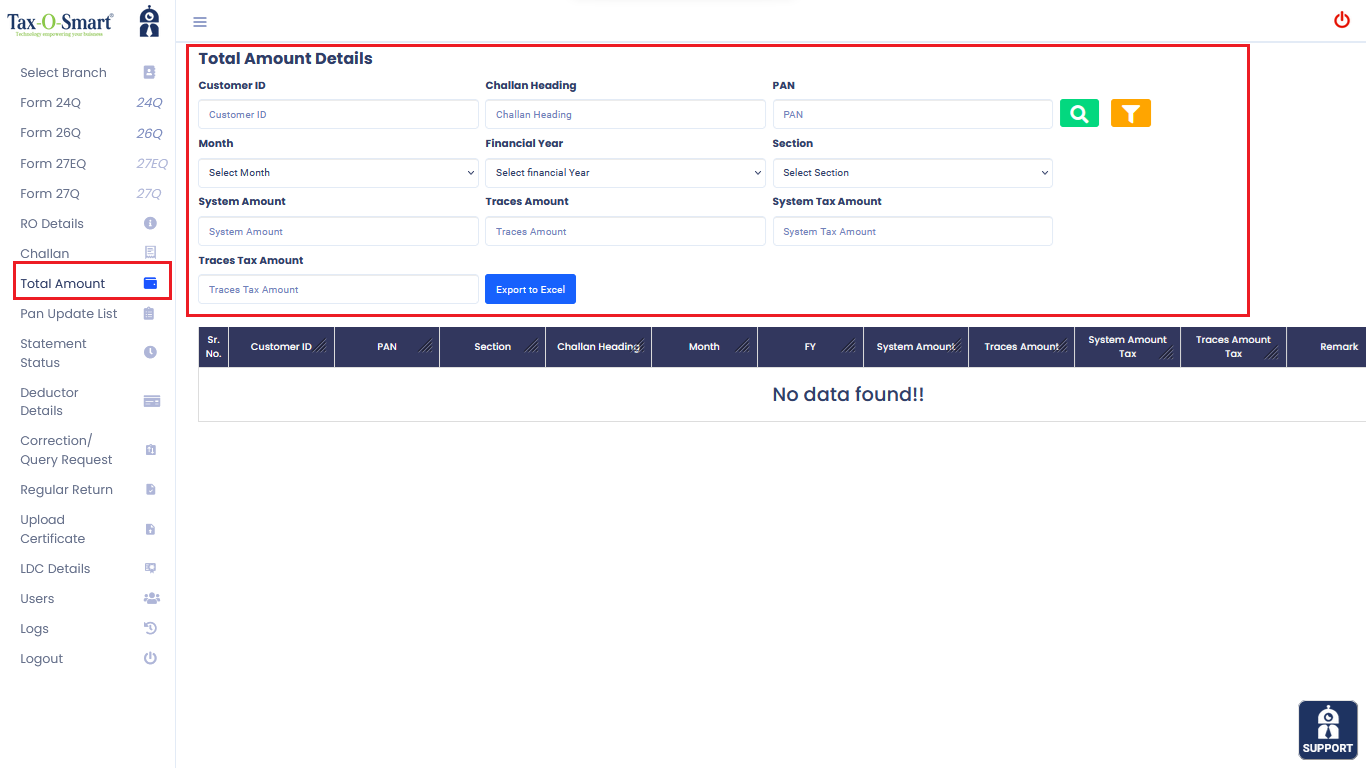 Tax-O-Smart®
Technology empowering your business
Select Branch
Form 24Q 24Q
Form 26Q 26Q
Form 27EQ 27EQ
Form 27Q 27Q
RO Details
Challan
Total Amount
Pan Update List
Statement
Status
Deductor
Details
Correction/
Query Request
Regular Return
Upload
Certificate
LDC Details
Users
Logs
Logout
Total Amount Details
Customer ID Challan Heading PAN
Customer ID Challan Heading PAN
Month Financial Year Section
Select Month Select financial Year Select Section
System Amount Traces Amount System Tax Amount
System Amount Traces Amount System Tax Amount
Traces Tax Amount
Traces Tax Amount Export to Excel
Sr. No. Customer ID PAN Section Challan Heading Month FY System Amount Traces Amount System Amount Tax Traces Amount Tax Remark
No data found!!
SUPPORT